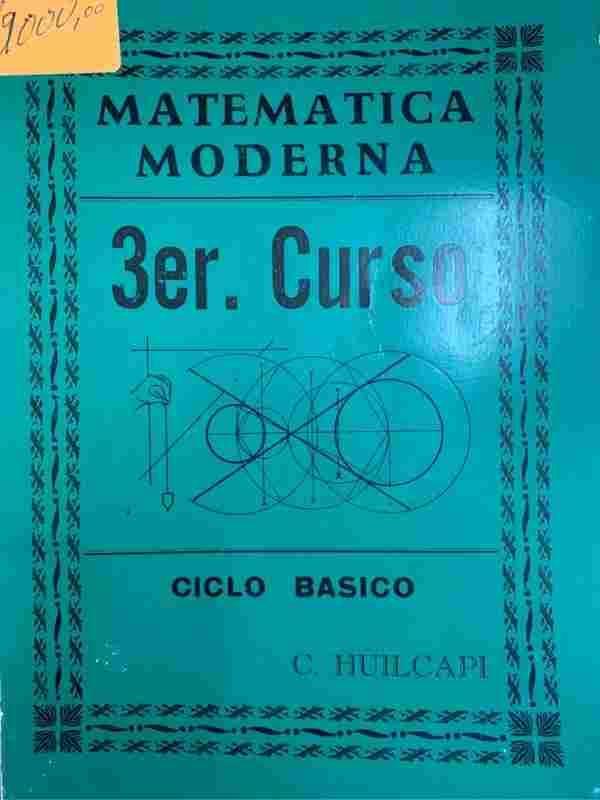 9000,00
MATEMATICA
MODERNA
3er. Curso
CICLO BASICO
C. HUILCAPI